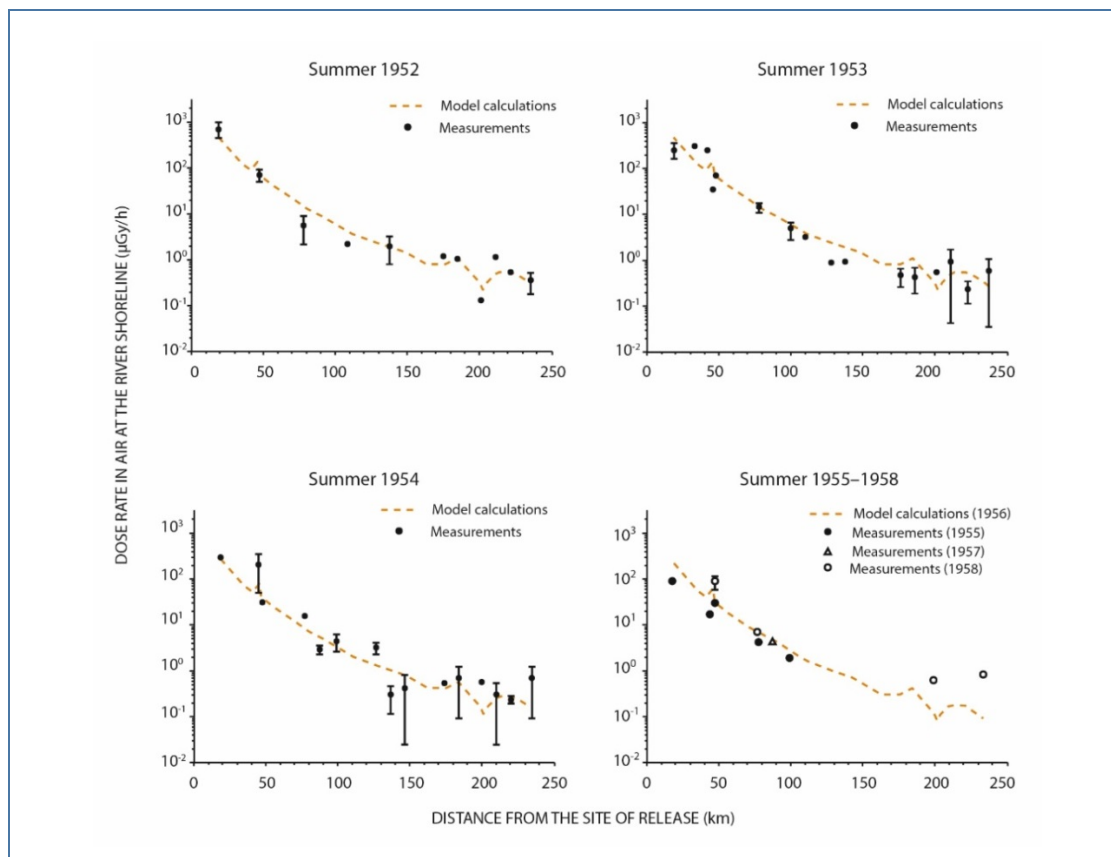 Summer 1952
Model calculations
Measurements
10³
10²
10¹
10⁰
10⁻¹
10⁻²
0 50 100 150 200 250
Summer 1953
Model calculations
Measurements
10³
10²
10¹
10⁰
10⁻¹
10⁻²
0 50 100 150 200 250
DOSE RATE IN AIR AT THE RIVER SHORELINE (μGy/h)
Summer 1954
Model calculations
Measurements
10³
10²
10¹
10⁰
10⁻¹
10⁻²
0 50 100 150 200 250
Summer 1955–1958
Model calculations (1956)
Measurements (1955)
Measurements (1957)
Measurements (1958)
10³
10²
10¹
10⁰
10⁻¹
10⁻²
0 50 100 150 200 250
DISTANCE FROM THE SITE OF RELEASE (km)